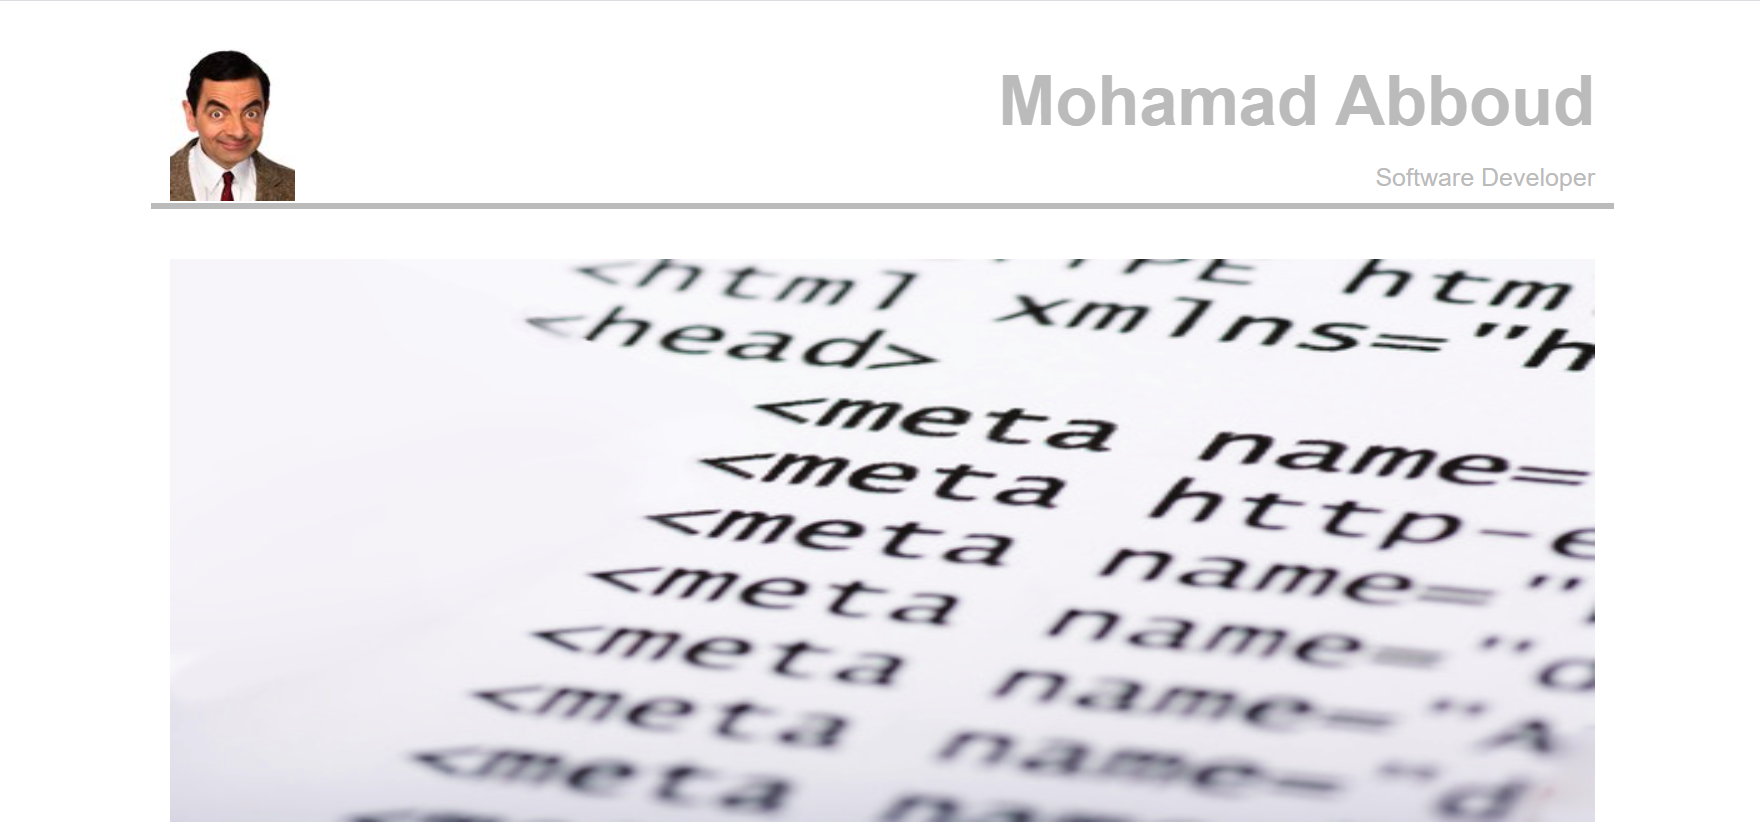 Mohamad Abboud
Software Developer
<html xmlns="h
<head>
<meta name=
<meta http-e
<meta name="
<meta name="d
<meta name="A
<meta name="d
<meta